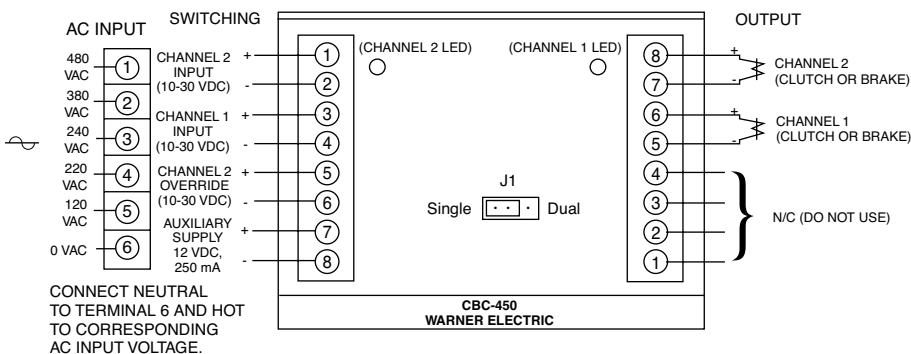 AC INPUT
480
VAC
1
380
VAC
2
240
VAC
3
220
VAC
4
120
VAC
5
0 VAC
6
CONNECT NEUTRAL
TO TERMINAL 6 AND HOT
TO CORRESPONDING
AC INPUT VOLTAGE.
SWITCHING
CHANNEL 2
INPUT
(10-30 VDC)
+
-
1
2
CHANNEL 1
INPUT
(10-30 VDC)
+
-
3
4
CHANNEL 2
OVERRIDE
(10-30 VDC)
+
-
5
6
AUXILIARY
SUPPLY
12 VDC,
250 mA
+
-
7
8
(CHANNEL 2 LED)
(CHANNEL 1 LED)
J1
Single
Dual
CBC-450
WARNER ELECTRIC
OUTPUT
8
7
+
-
CHANNEL 2
(CLUTCH OR BRAKE)
6
5
+
-
CHANNEL 1
(CLUTCH OR BRAKE)
4
3
2
1
N/C (DO NOT USE)